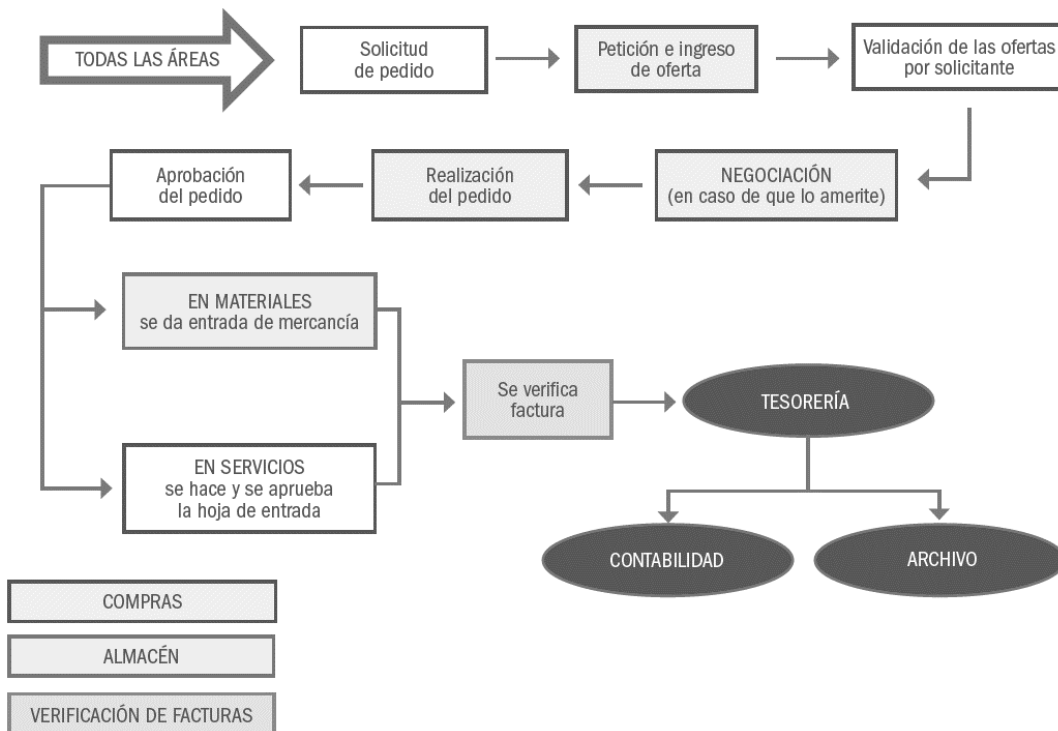 TODAS LAS ÁREAS
Solicitud
de pedido
Petición e ingreso
de oferta
Validación de las ofertas
por solicitante
NEGOCIACIÓN
(en caso de que lo amerite)
Realización
del pedido
Aprobación
del pedido
EN MATERIALES
se da entrada de mercancía
EN SERVICIOS
se hace y se aprueba
la hoja de entrada
Se verifica
factura
TESORERÍA
CONTABILIDAD
ARCHIVO
COMPRAS
ALMACÉN
VERIFICACIÓN DE FACTURAS